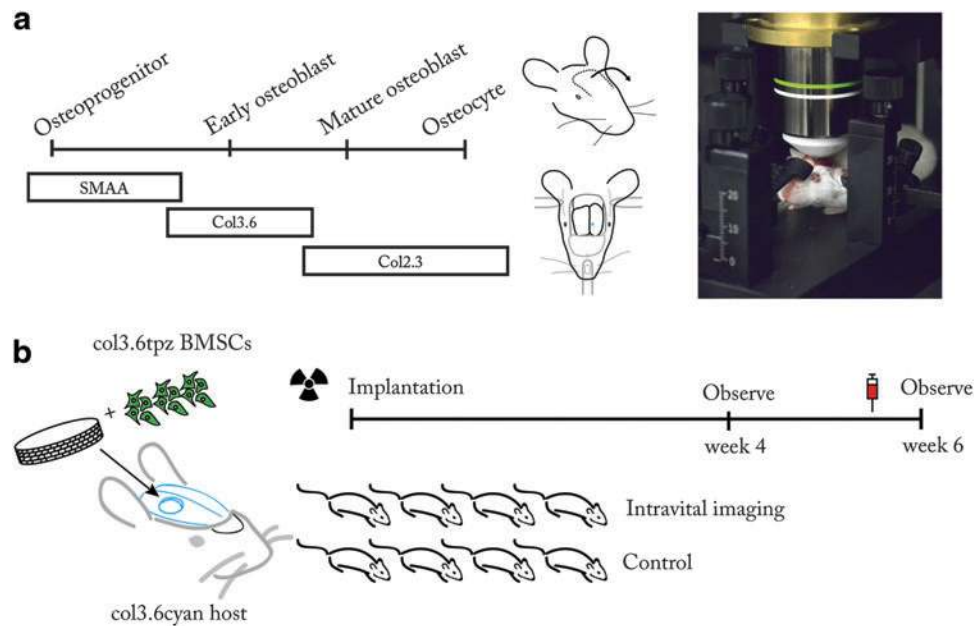 a
Osteoprogenitor
Early osteoblast
Mature osteoblast
Osteocyte
SMAA
Col3.6
Col2.3
b
col3.6tpz BMSCs
+
Implantation
Observe
Observe
week 4
week 6
Intravital imaging
Control
col3.6cyan host